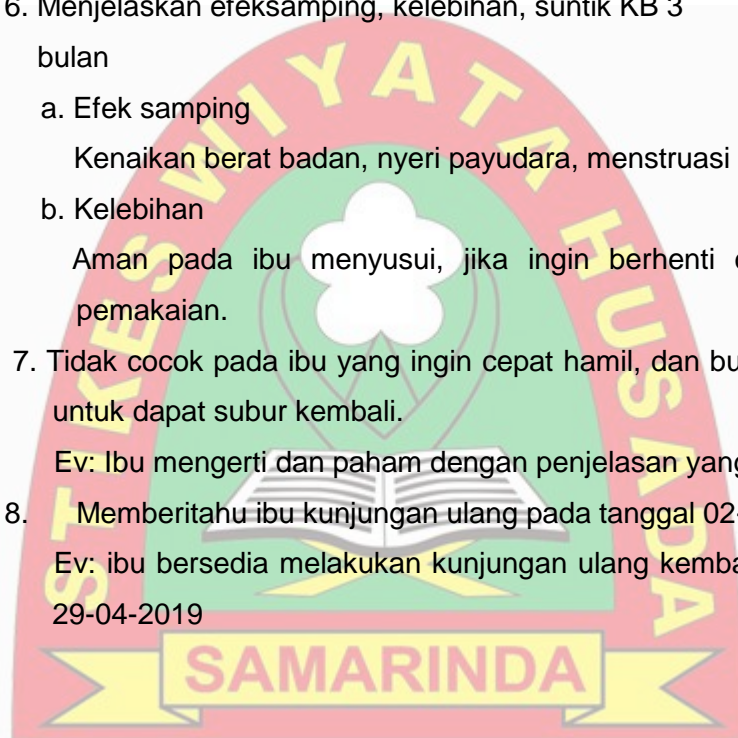 6. Menjelaskan efeksamping, kelebihan, suntik KB 3
bulan
a. Efek samping
Kenaikan berat badan, nyeri payudara, menstruasi
b. Kelebihan
Aman pada ibu menyusui, jika ingin berhenti
pemakaian.
7. Tidak cocok pada ibu yang ingin cepat hamil, dan
untuk dapat subur kembali.
Ev: Ibu mengerti dan paham dengan penjelasan yang
8. Memberitahu ibu kunjungan ulang pada tanggal 02-
Ev: ibu bersedia melakukan kunjungan ulang
29-04-2019
STIKES WIYATA HUSADA
SAMARINDA